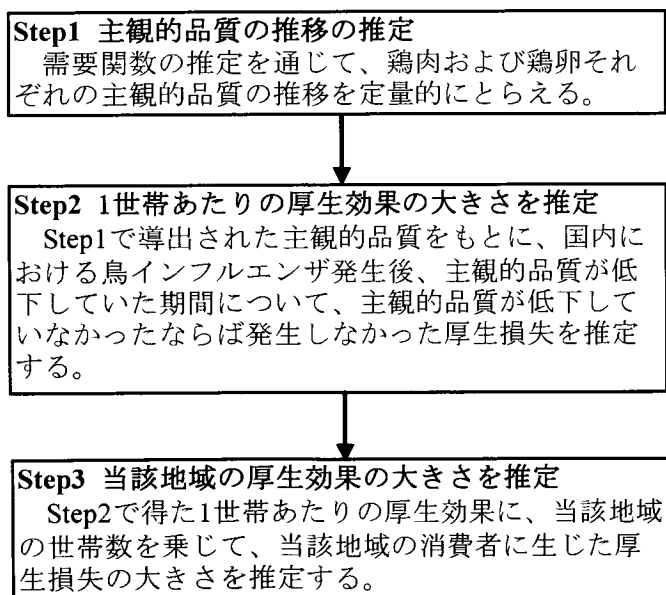 Step1 主観的品質の推移の推定
需要関数の推定を通じて、鶏肉および鶏卵それ
ぞれの主観的品質の推移を定量的にとらえる。
Step2 1世帯あたりの厚生効果の大きさを推定
Step1で導出された主観的品質をもとに、国内に
おける鳥インフルエンザ発生後、主観的品質が低
下していた期間について、主観的品質が低下して
いなかったならば発生しなかった厚生損失を推定
する。
Step3 当該地域の厚生効果の大きさを推定
Step2で得た1世帯あたりの厚生効果に、当該地域
の世帯数を乗じて、当該地域の消費者に生じた厚
生損失の大きさを推定する。